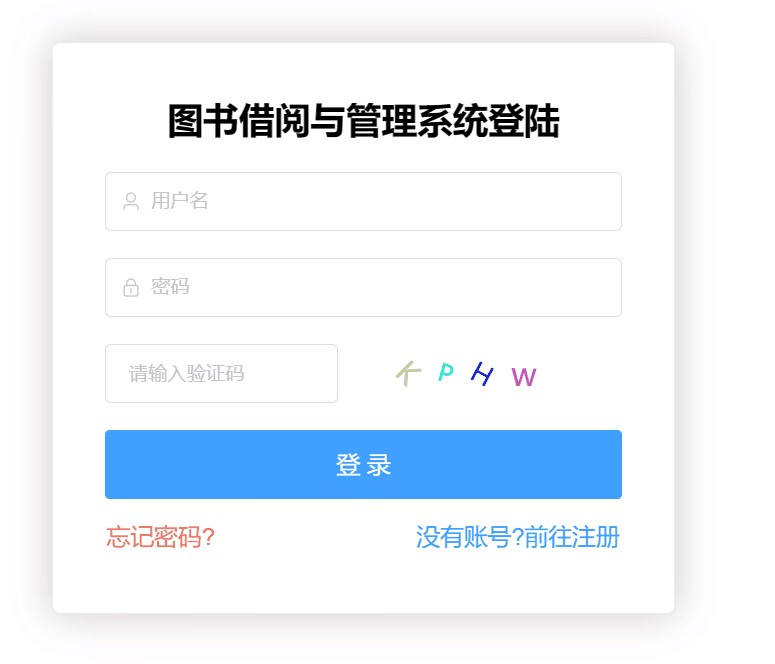 图书借阅与管理系统登陆
用户名
密码
请输入验证码
K P H W
登录
忘记密码? 没有账号?前往注册